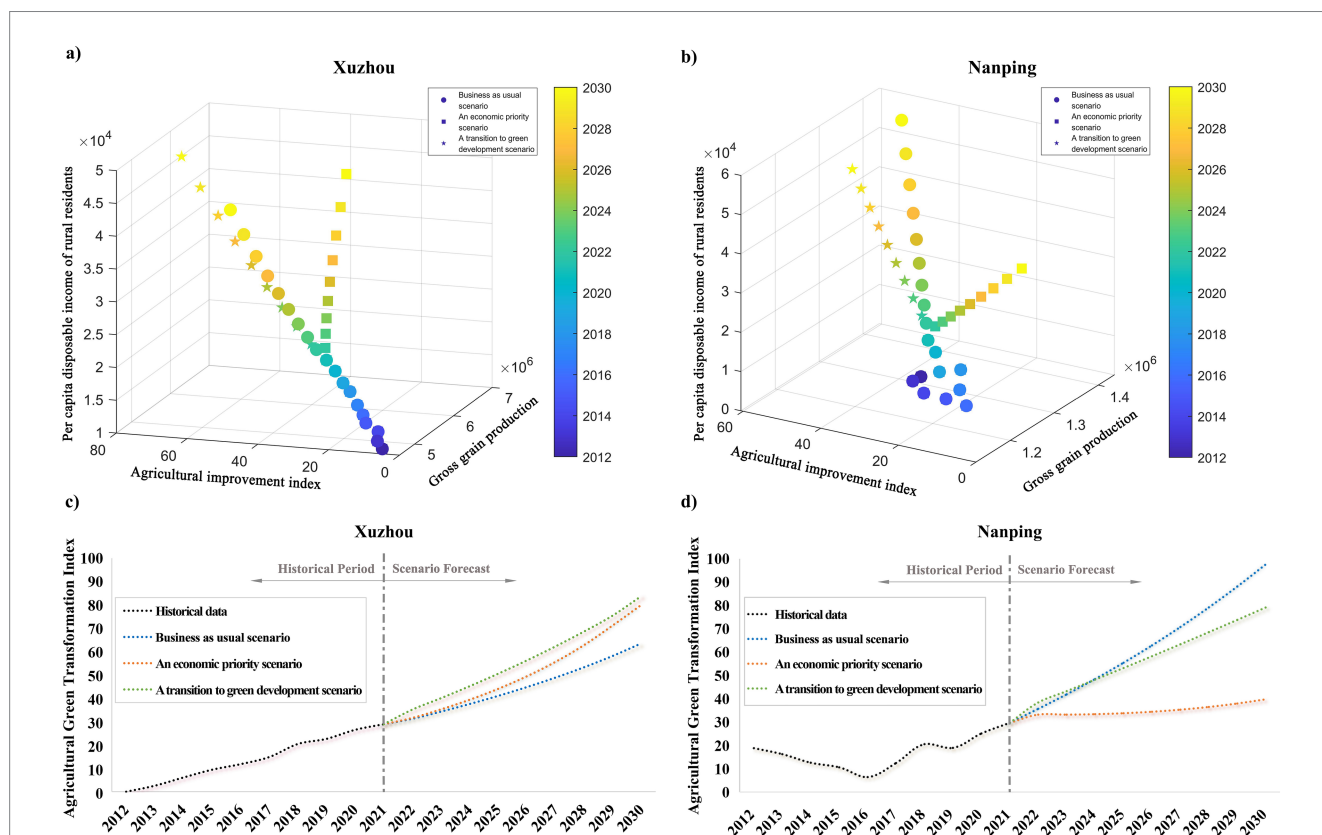 a)
Xuzhou
Business as usual
scenario
An economic priority
scenario
A transition to green
development scenario
×10⁴
Per capita disposable income of rural residents
5
4.5
4
3.5
3
2.5
2
1.5
1
80
60
40
20
0
Agricultural improvement index
5
6
7
×10⁶
Gross grain production
2030
2028
2026
2024
2022
2020
2018
2016
2014
2012
b)
Nanping
Business as usual
scenario
An economic priority
scenario
A transition to green
development scenario
×10⁴
Per capita disposable income of rural residents
6
5
4
3
2
1
0
60
40
20
0
Agricultural improvement index
1.2
1.3
1.4
×10⁶
Gross grain production
2030
2028
2026
2024
2022
2020
2018
2016
2014
2012
c)
Xuzhou
Agricultural Green Transformation Index
100
90
80
70
60
50
40
30
20
10
0
Historical Period
Scenario Forecast
Historical data
Business as usual scenario
An economic priority scenario
A transition to green development scenario
2012
2013
2014
2015
2016
2017
2018
2019
2020
2021
2022
2023
2024
2025
2026
2027
2028
2029
2030
d)
Nanping
Agricultural Green Transformation Index
100
90
80
70
60
50
40
30
20
10
0
Historical Period
Scenario Forecast
Historical data
Business as usual scenario
An economic priority scenario
A transition to green development scenario
2012
2013
2014
2015
2016
2017
2018
2019
2020
2021
2022
2023
2024
2025
2026
2027
2028
2029
2030